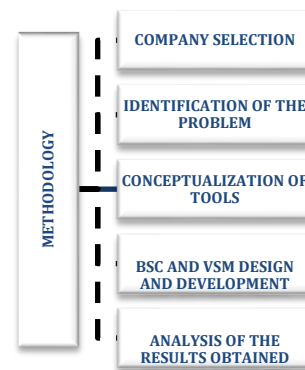 METHODOLOGY
COMPANY SELECTION
IDENTIFICATION OF THE
PROBLEM
CONCEPTUALIZATION OF
TOOLS
BSC AND VSM DESIGN
AND DEVELOPMENT
ANALYSIS OF THE
RESULTS OBTAINED